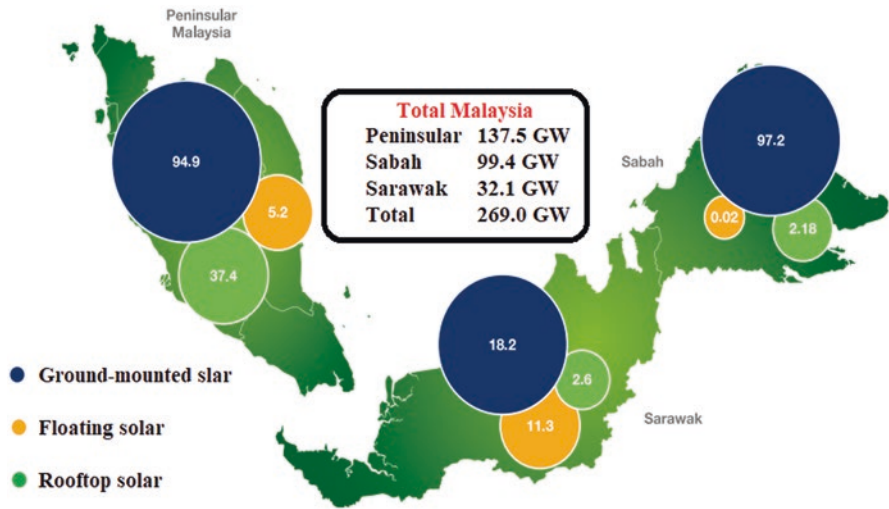 Peninsular
Malaysia
94.9
5.2
37.4
Total Malaysia
Peninsular 137.5 GW
Sabah 99.4 GW
Sarawak 32.1 GW
Total 269.0 GW
Sabah
97.2
0.02
2.18
18.2
2.6
11.3
Sarawak
Ground-mounted slar
Floating solar
Rooftop solar